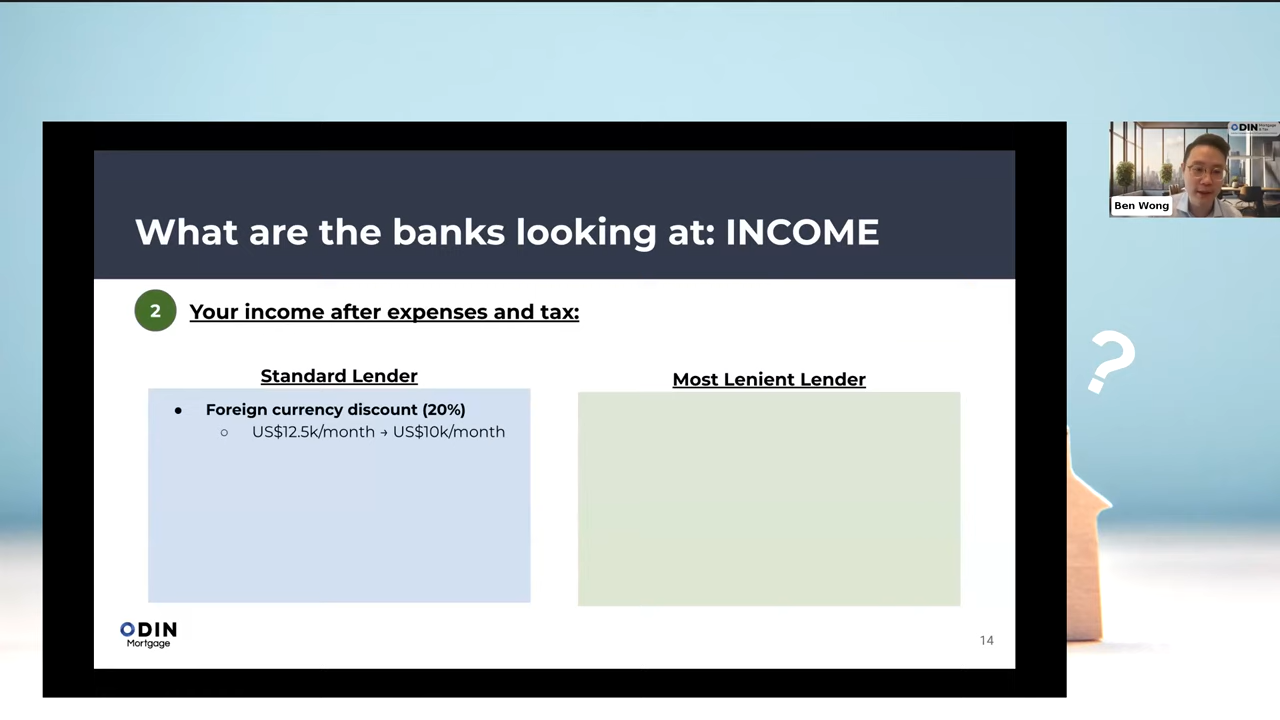 What are the banks looking at: INCOME
2
Your income after expenses and tax:
Standard Lender
● Foreign currency discount (20%)
○ US$12.5k/month → US$10k/month
Most Lenient Lender
ODIN
Mortgage
14
ODIN
Ben Wong
?